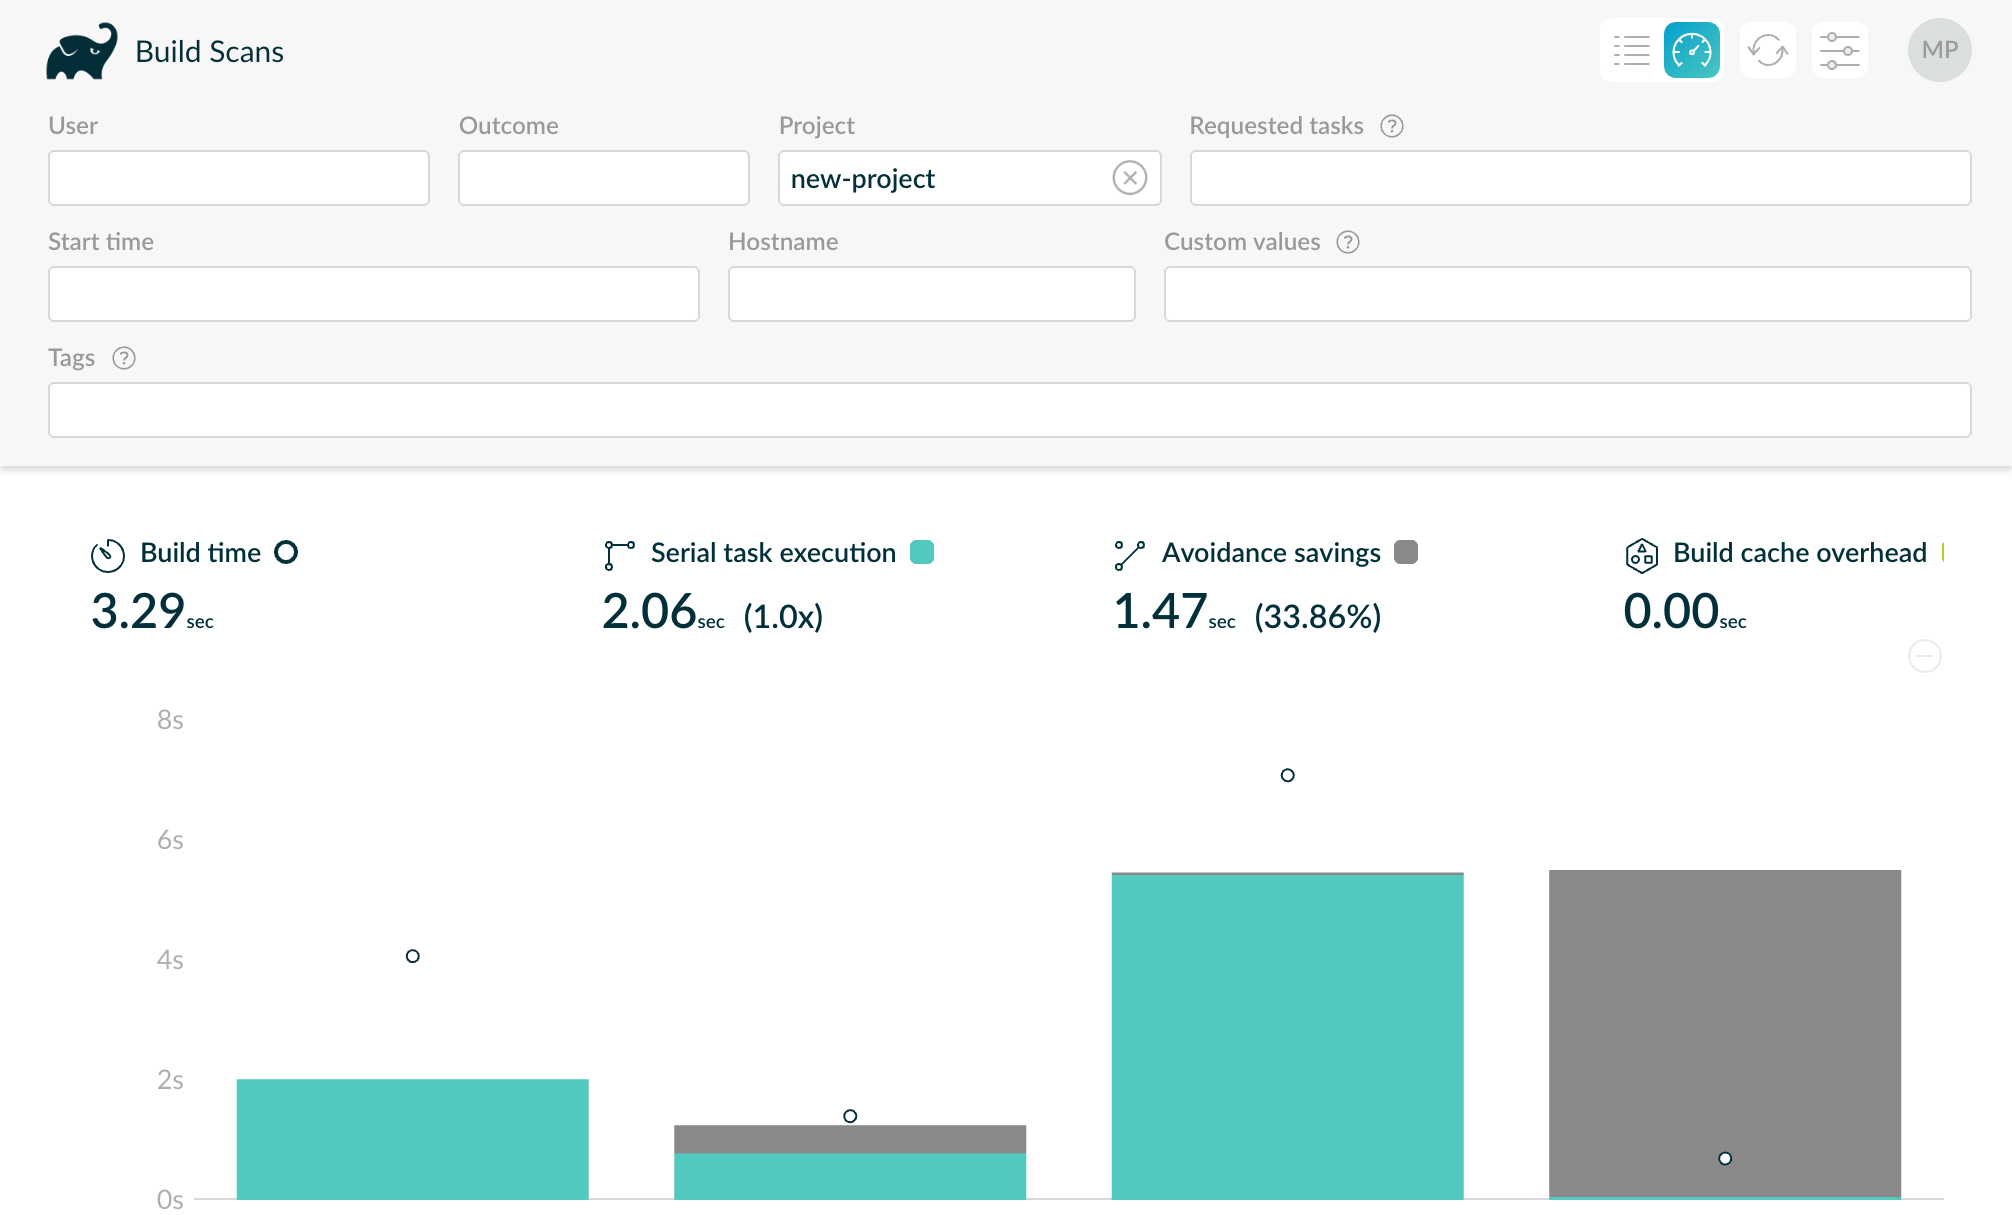 Build Scans
MP
User Outcome Project Requested tasks ?
new-project
Start time Hostname Custom values ?
Tags ?
Build time Serial task execution Avoidance savings Build cache overhead
3.29sec 2.06sec (1.0x) 1.47sec (33.86%) 0.00sec
8s
6s
4s
2s
0s